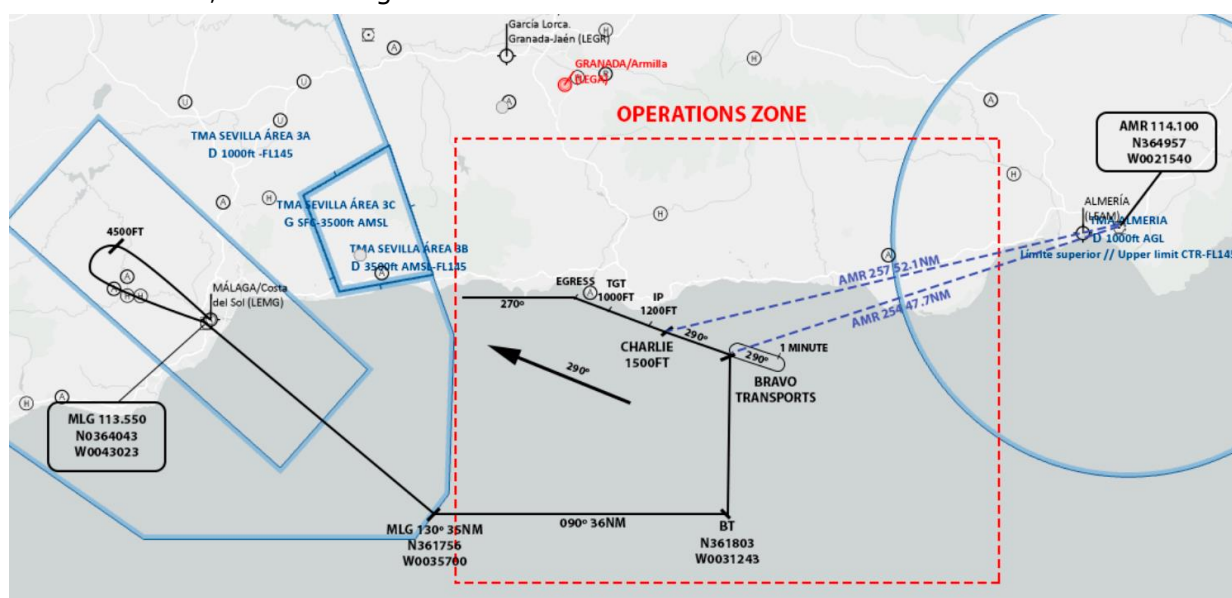 García Lorca.
Granada-Jaén (LEGR)
GRANADA/Armilla
(LEGA)
OPERATIONS ZONE
AMR 114.100
N364957
W0021540
TMA SEVILLA ÁREA 3A
D 1000ft -FL145
TMA SEVILLA ÁREA 3C
G SFC-3500ft AMSL
TMA SEVILLA ÁREA 3B
D 3500ft AMSL-FL145
ALMERÍA
(LEAM)
TMA ALMERIA
D 1000ft AGL
Límite superior // Upper limit CTR-FL145
4500FT
MÁLAGA/Costa
del Sol (LEMG)
AMR 257 52.1NM
AMR 254 47.7NM
EGRESS
TGT
1000FT
IP
1200FT
270º
290º
CHARLIE
1500FT
290º
1 MINUTE
BRAVO
TRANSPORTS
290º
MLG 113.550
N0364043
W0043023
MLG 130º 35NM
N361756
W0035700
090º 36NM
BT
N361803
W0031243